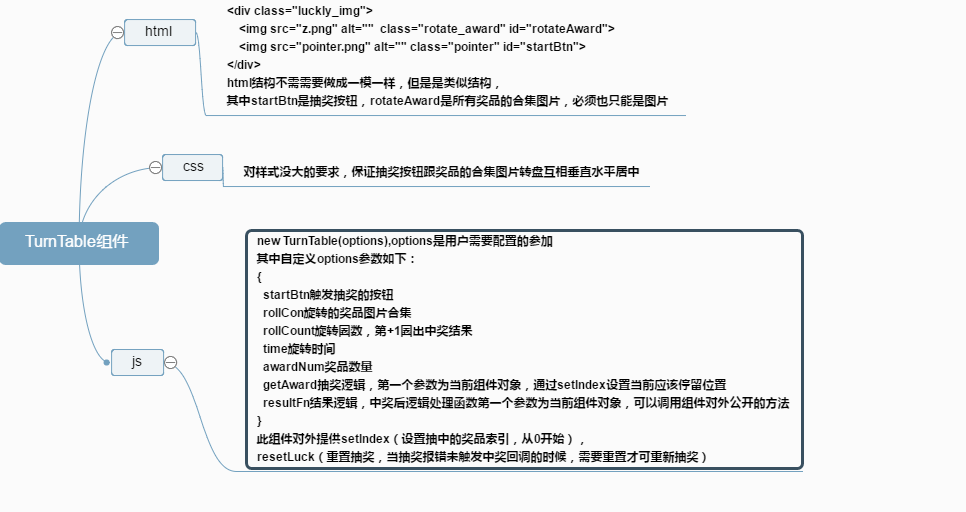 html
<div class="luckly_img">
<img src="z.png" alt="" class="rotate_award" id="rotateAward">
<img src="pointer.png" alt="" class="pointer" id="startBtn">
</div>
html结构不需需要做成一模一样，但是是类似结构，
其中startBtn是抽奖按钮，rotateAward是所有奖品的合集图片，必须也只能是图片
css
对样式没大的要求，保证抽奖按钮跟奖品的合集图片转盘互相垂直水平居中
TurnTable组件
js
new TurnTable(options),options是用户需要配置的参加
其中自定义options参数如下：
{
startBtn触发抽奖的按钮
rollCon旋转的奖品图片合集
rollCount旋转圆数，第+1圆出中奖结果
time旋转时间
awardNum奖品数量
getAward抽奖逻辑，第一个参数为当前组件对象，通过setIndex设置当前应该停留位置
resultFn结果逻辑，中奖后逻辑处理函数第一个参数为当前组件对象，可以调用组件对外公开的方法
}
此组件对外提供setIndex（设置抽中的奖品索引，从0开始），
resetLuck（重置抽奖，当抽奖报错未触发中奖回调的时候，需要重置才可重新抽奖）